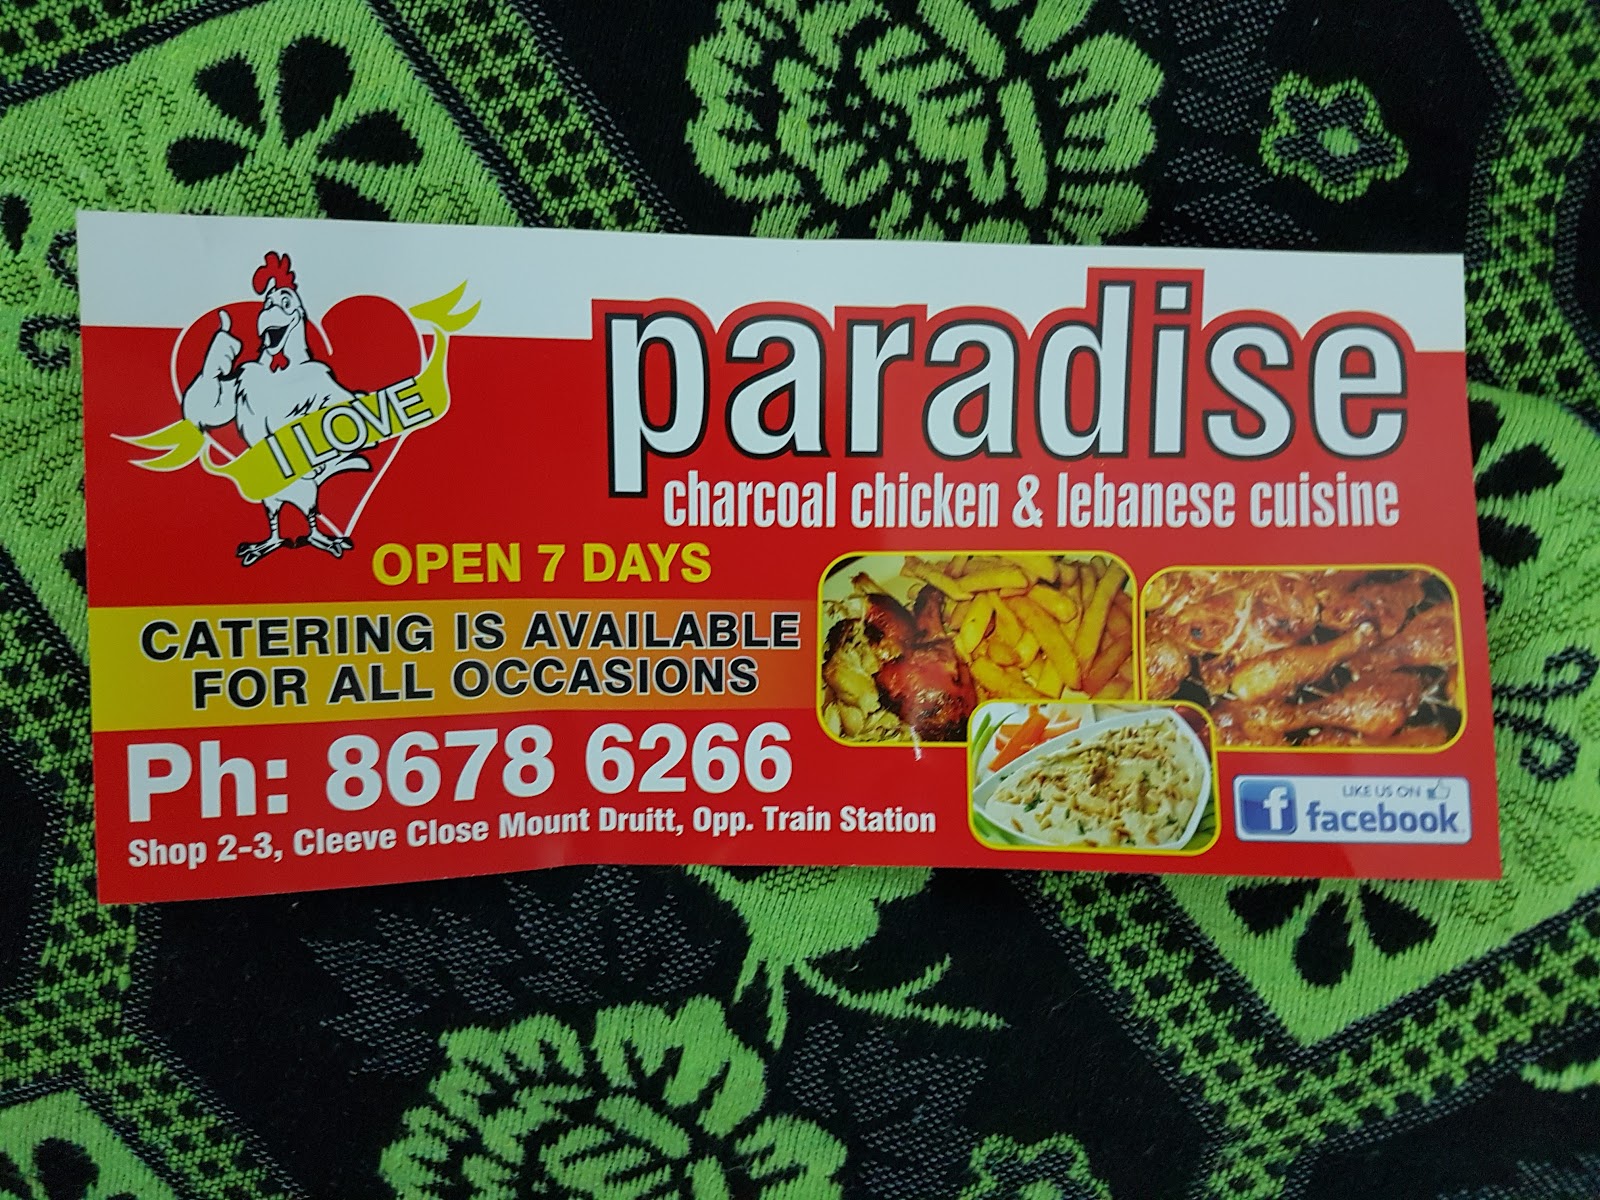 I LOVE
paradise
charcoal chicken & lebanese cuisine
OPEN 7 DAYS
CATERING IS AVAILABLE
FOR ALL OCCASIONS
Ph: 8678 6266
Shop 2-3, Cleeve Close Mount Druitt, Opp. Train Station
LIKE US ON
f facebook